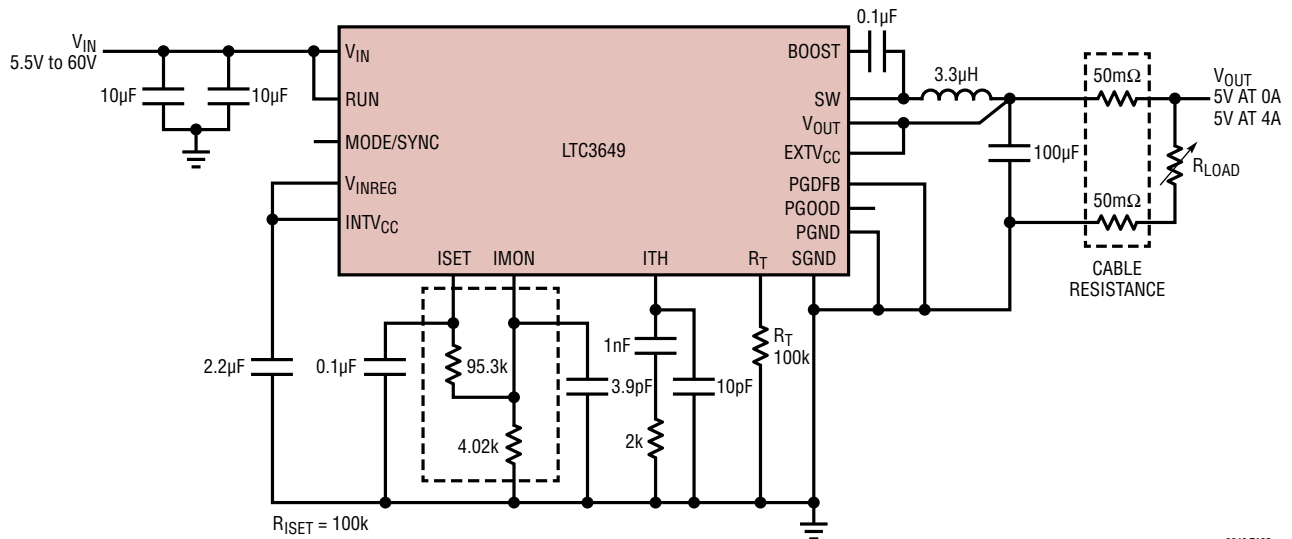 V_IN
5.5V to 60V
10µF
10µF
V_IN
RUN
MODE/SYNC
V_INREG
INTV_CC
LTC3649
BOOST
SW
V_OUT
EXTV_CC
PGDFB
PGOOD
PGND
ISET
IMON
ITH
R_T
SGND
0.1µF
3.3µH
100µF
50mΩ
50mΩ
CABLE
RESISTANCE
V_OUT
5V AT 0A
5V AT 4A
R_LOAD
2.2µF
0.1µF
95.3k
4.02k
3.9pF
1nF
2k
10pF
R_T
100k
R_ISET = 100k